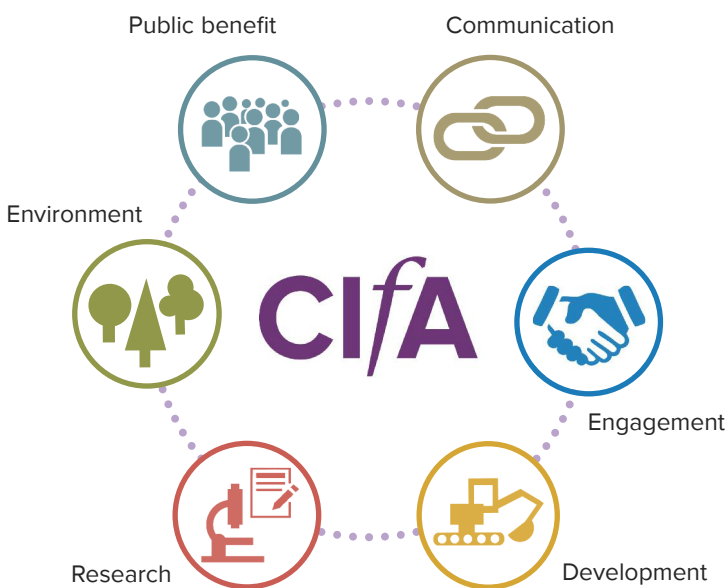 Public benefit
Communication
Environment
CIfA
Engagement
Research
Development